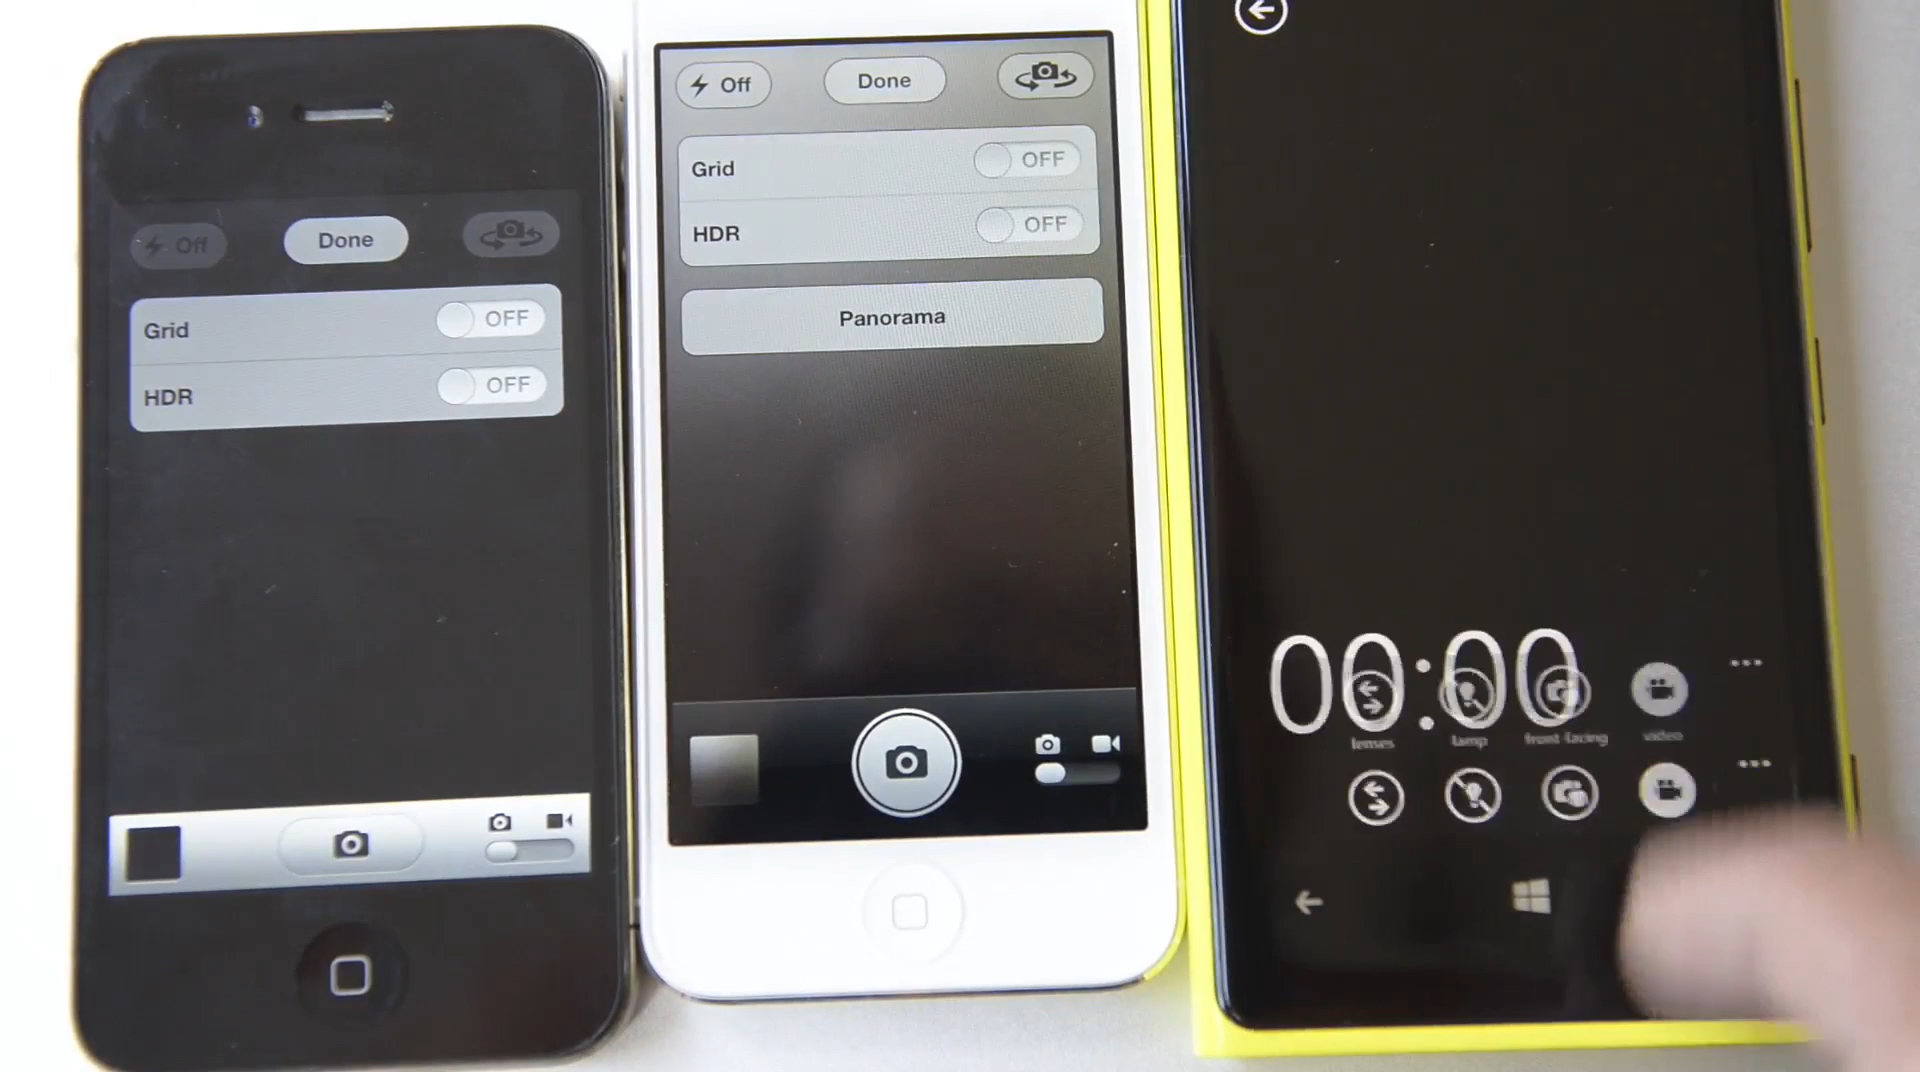 Off
Done
Grid
OFF
HDR
OFF
Off
Done
Grid
OFF
HDR
OFF
Panorama
00:00
lenses
lamp
front-facing
video